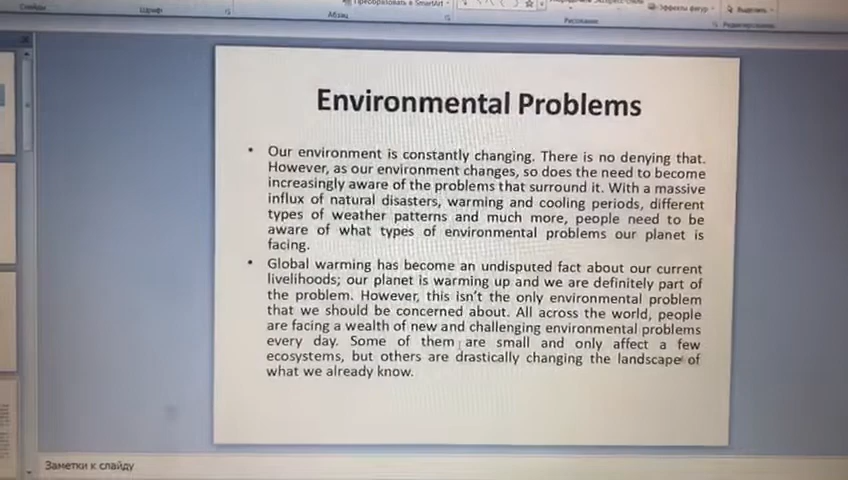 Слайды
Шрифт
Абзац
Преобразовать в SmartArt
Рисование
Эффекты фигур
Выделить
Редактирование
Environmental Problems
• Our environment is constantly changing. There is no denying that.
However, as our environment changes, so does the need to become
increasingly aware of the problems that surround it. With a massive
influx of natural disasters, warming and cooling periods, different
types of weather patterns and much more, people need to be
aware of what types of environmental problems our planet is
facing.
• Global warming has become an undisputed fact about our current
livelihoods; our planet is warming up and we are definitely part of
the problem. However, this isn't the only environmental problem
that we should be concerned about. All across the world, people
are facing a wealth of new and challenging environmental problems
every day. Some of them are small and only affect a few
ecosystems, but others are drastically changing the landscape of
what we already know.
Заметки к слайду